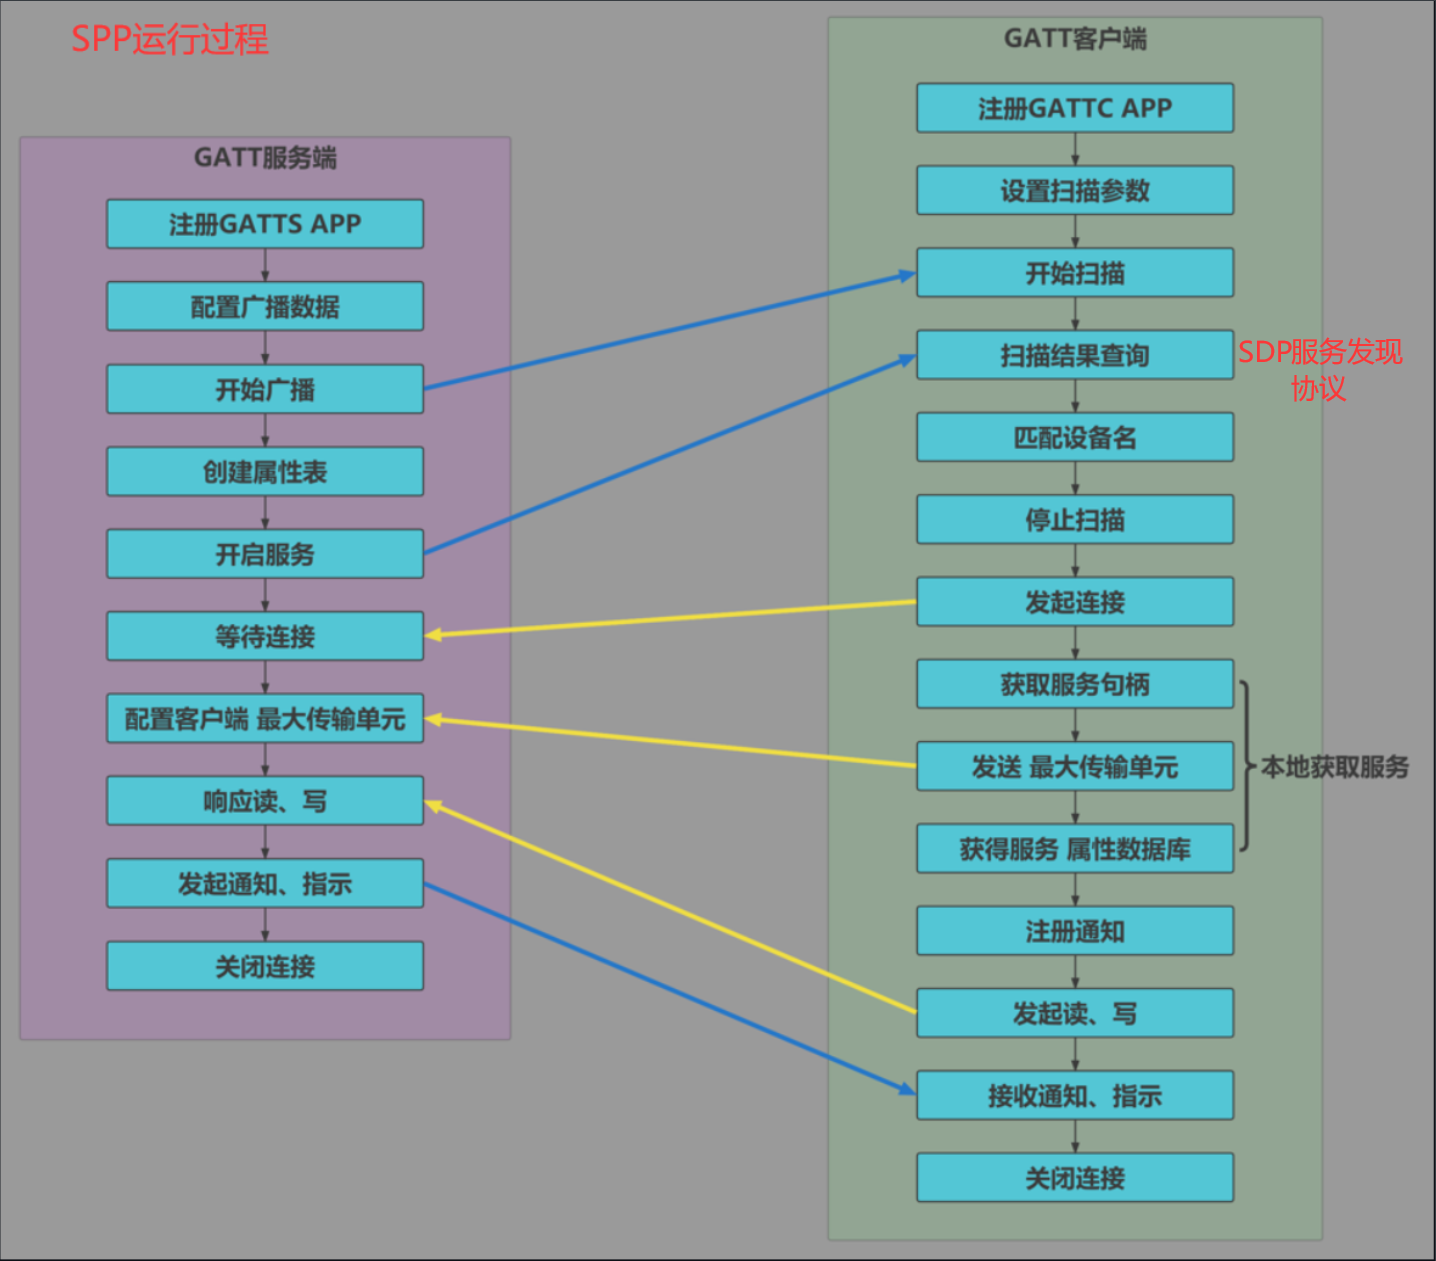 SPP运行过程
GATT服务端
注册GATTS APP
配置广播数据
开始广播
创建属性表
开启服务
等待连接
配置客户端 最大传输单元
响应读、写
发起通知、指示
关闭连接
GATT客户端
注册GATTC APP
设置扫描参数
开始扫描
扫描结果查询
SDP服务发现
协议
匹配设备名
停止扫描
发起连接
获取服务句柄
发送 最大传输单元
本地获取服务
获得服务 属性数据库
注册通知
发起读、写
接收通知、指示
关闭连接